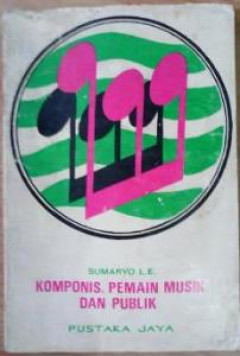 SUMARYO L.E.
KOMPONIS, PEMAIN MUSIK
DAN PUBLIK
PUSTAKA JAYA